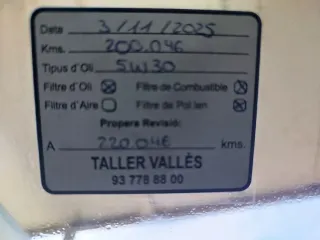 Data 3/11/2025
Kms. 200.046
Tipus d'Oli 5W30
Filtre d'Oli Filtre de Combustible
Filtre d'Aire Filtre de Pol.len
Propera Revisió:
A 220.046 kms.
TALLER VALLÈS
93 778 88 00